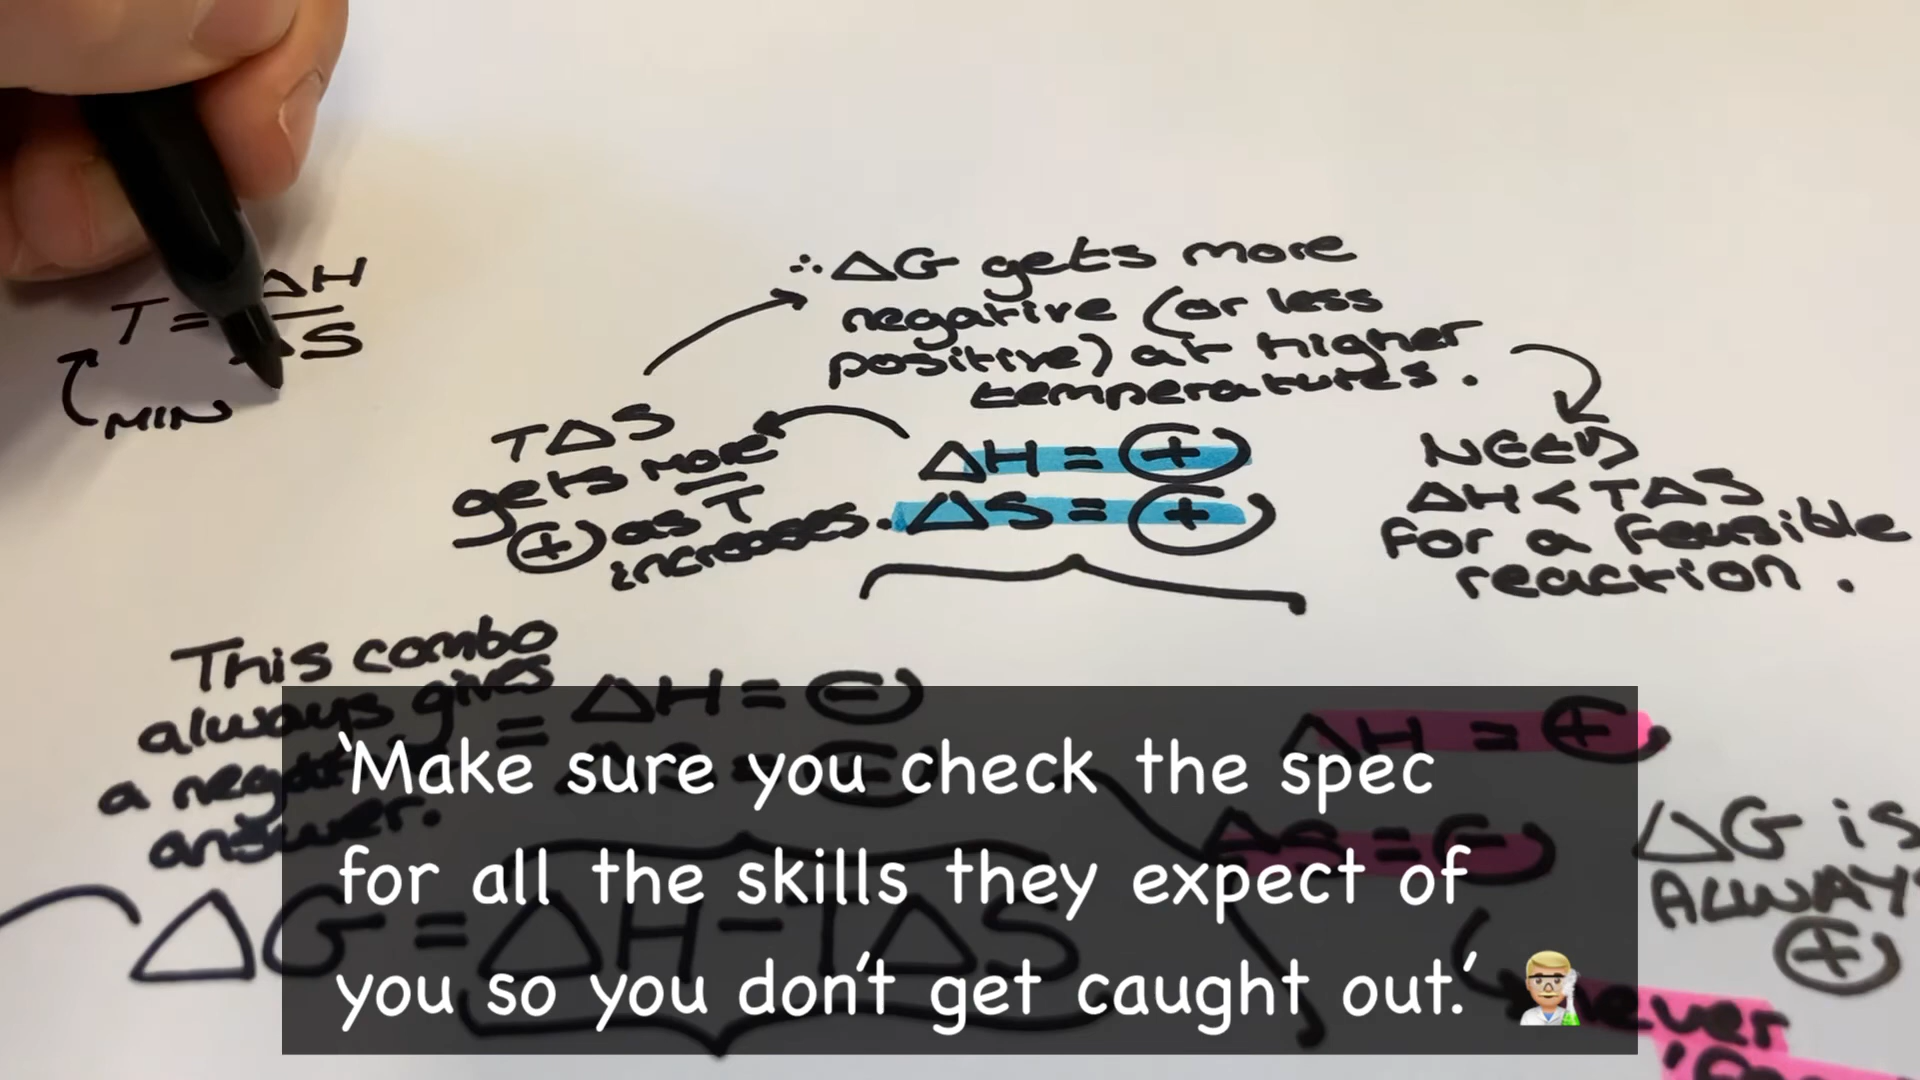 T = ΔH
ΔS
MIN
∴ ΔG gets more
negative (or less
positive) at higher
temperatures.
TΔS
gets more
(+) as T
increases.
ΔH = (+)
ΔS = (+)
NEED
ΔH < TΔS
for a feasible
reaction.
This combo
always gives
a negative
answer.
= ΔH = (-)
ΔH = (+)
ΔS = (-)
ΔG is
ALWAY
(+)
never
ΔG = ΔH - TΔS
'Make sure you check the spec
for all the skills they expect of
you so you don't get caught out.'